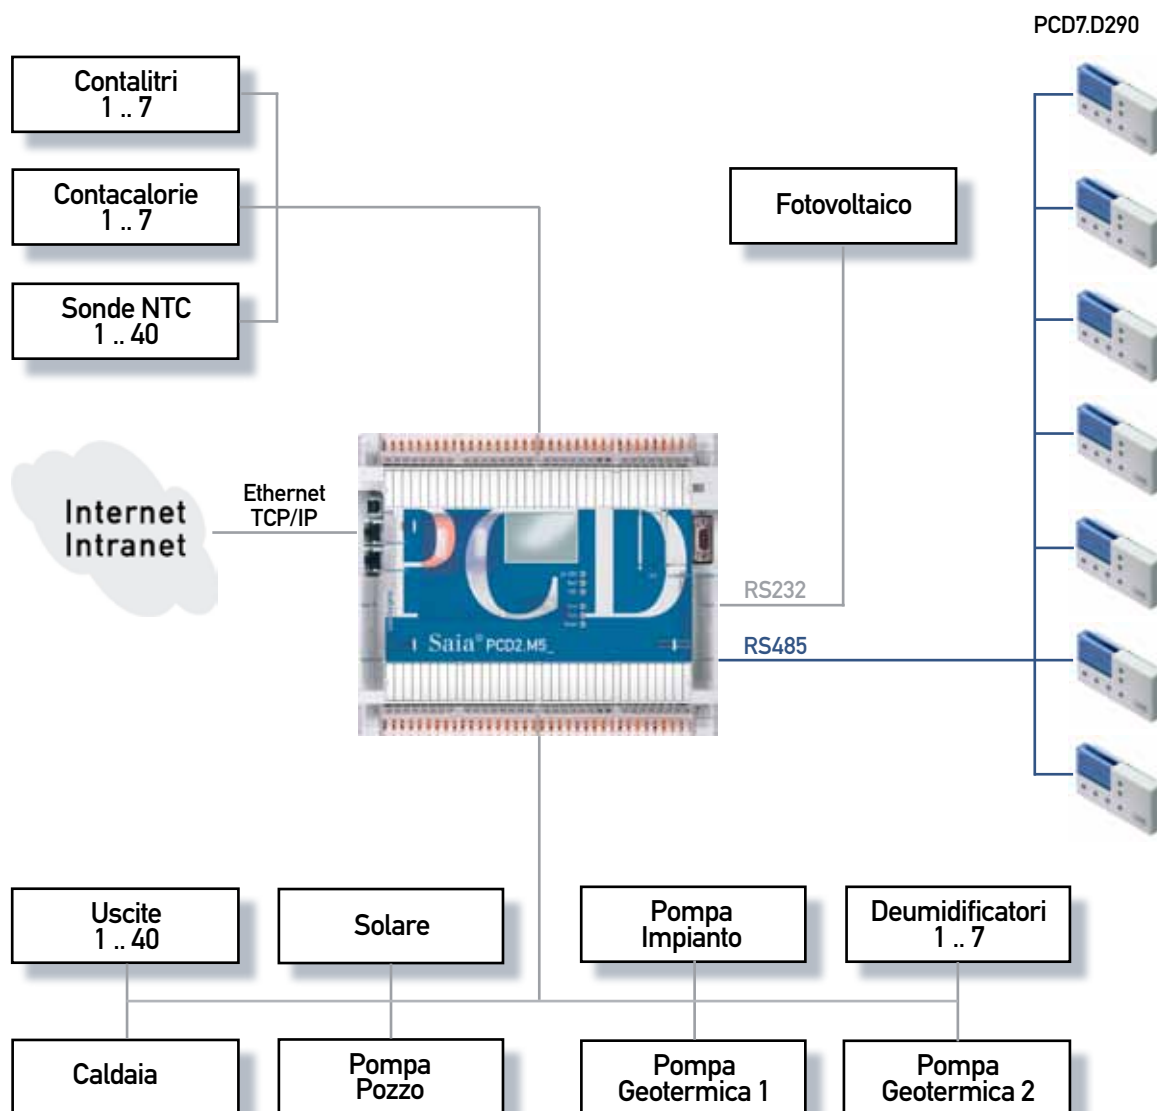 PCD7.D290
Contalitri
1 .. 7
Contacalorie
1 .. 7
Sonde NTC
1 .. 40
Fotovoltaico
Internet
Intranet
Ethernet
TCP/IP
PCD
Saia® PCD2.M5_
RS232
RS485
Uscite
1 .. 40
Solare
Pompa
Impianto
Deumidificatori
1 .. 7
Caldaia
Pompa
Pozzo
Pompa
Geotermica 1
Pompa
Geotermica 2